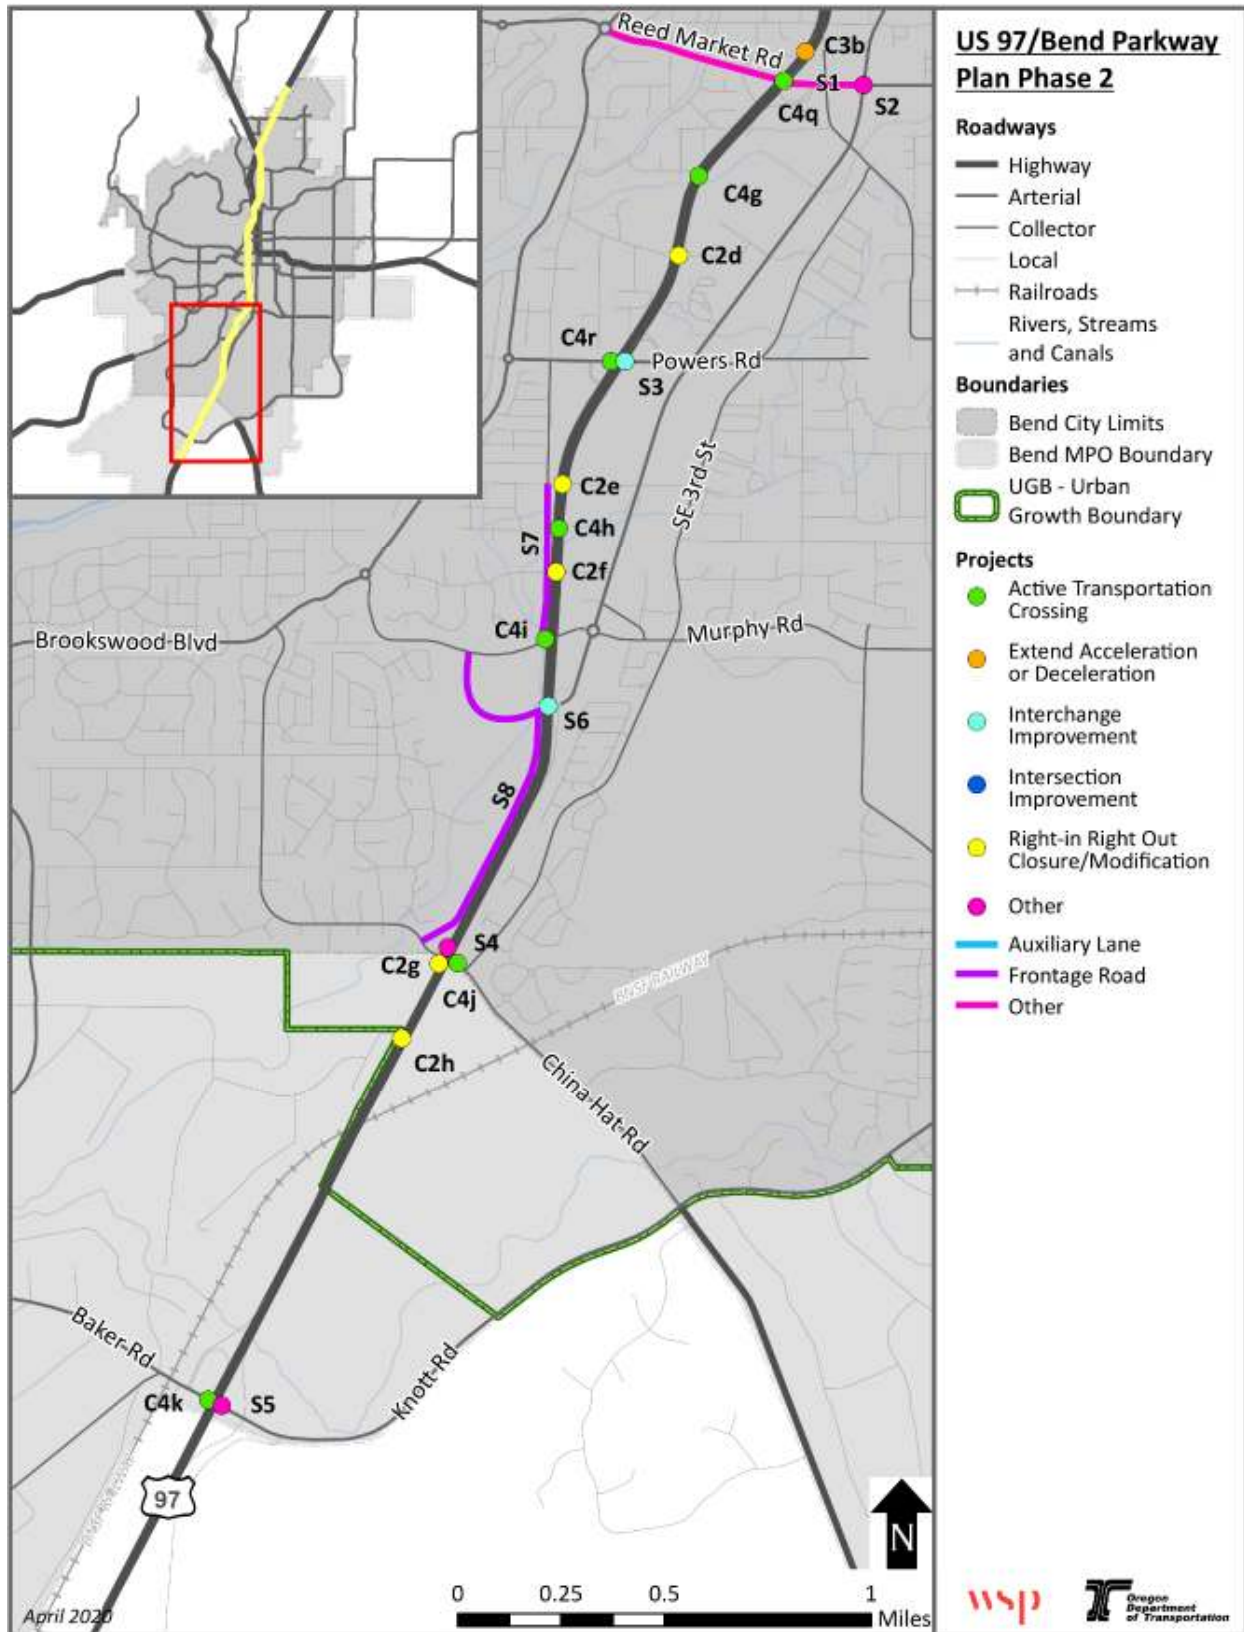 US 97/Bend Parkway
Plan Phase 2
Roadways
Highway
Arterial
Collector
Local
Railroads
Rivers, Streams
and Canals
Boundaries
Bend City Limits
Bend MPO Boundary
UGB - Urban
Growth Boundary
Projects
Active Transportation
Crossing
Extend Acceleration
or Deceleration
Interchange
Improvement
Intersection
Improvement
Right-in Right Out
Closure/Modification
Other
Auxiliary Lane
Frontage Road
Other
Reed Market Rd
C3b
S1
C4q
S2
C4g
C2d
C4r
Powers Rd
S3
SE 3rd St
C2e
C4h
S7
C2f
C4i
Brookswood Blvd
Murphy Rd
S6
S8
S4
C2g
C4j
BNSF RAILWAY
C2h
China Hat Rd
Baker Rd
Knott Rd
C4k
S5
BNSF RAILWAY
97
N
0 0.25 0.5 1
Miles
April 2020
wsp
Oregon
Department
of Transportation